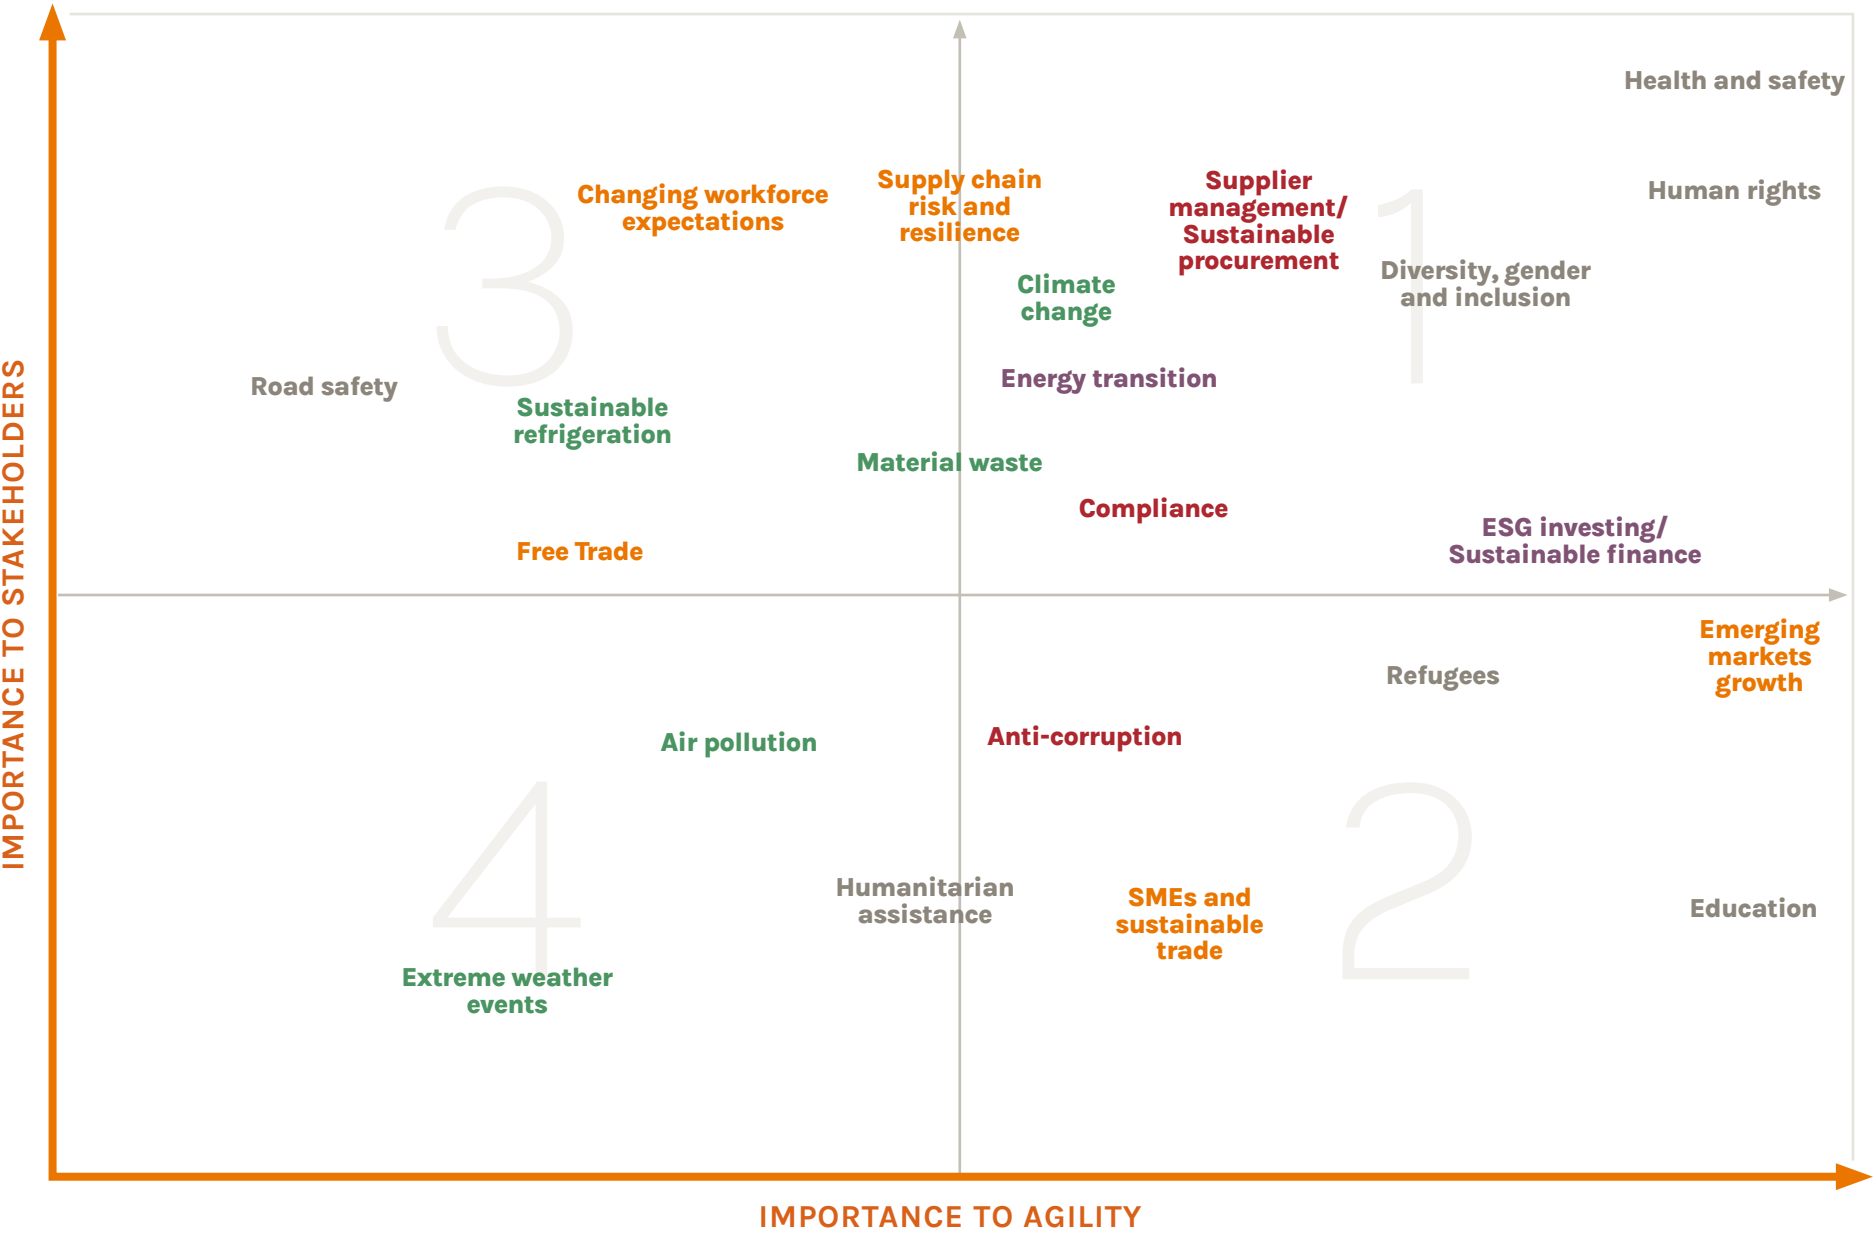 Health and safety
Human rights
Supplier
management/
Sustainable
procurement
Diversity, gender
and inclusion
Supply chain
risk and
resilience
Climate
change
Energy transition
Material waste
Compliance
ESG investing/
Sustainable finance
1
Changing workforce
expectations
3
Road safety
Sustainable
refrigeration
Free Trade
Emerging
markets
growth
Refugees
Anti-corruption
2
SMEs and
sustainable
trade
Education
Humanitarian
assistance
Air pollution
4
Extreme weather
events
IMPORTANCE TO STAKEHOLDERS
IMPORTANCE TO AGILITY